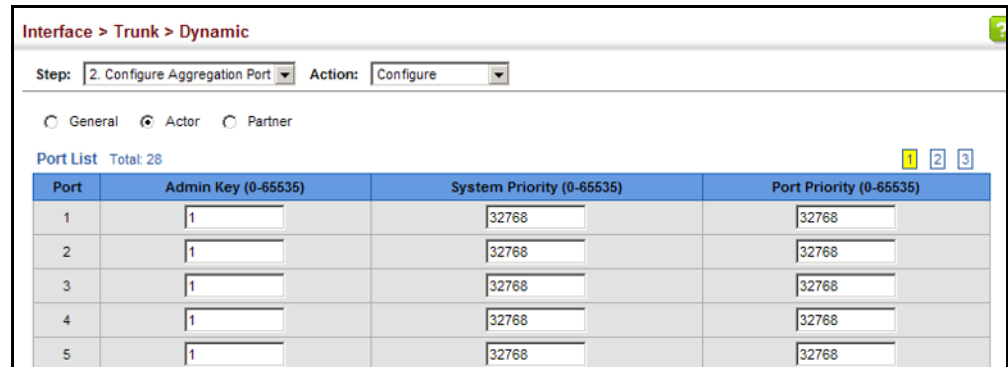 Interface > Trunk > Dynamic
?
Step: 2. Configure Aggregation Port Action: Configure
General Actor Partner
Port List Total: 28 1 2 3
Port Admin Key (0-65535) System Priority (0-65535) Port Priority (0-65535)
1 1 32768 32768
2 1 32768 32768
3 1 32768 32768
4 1 32768 32768
5 1 32768 32768